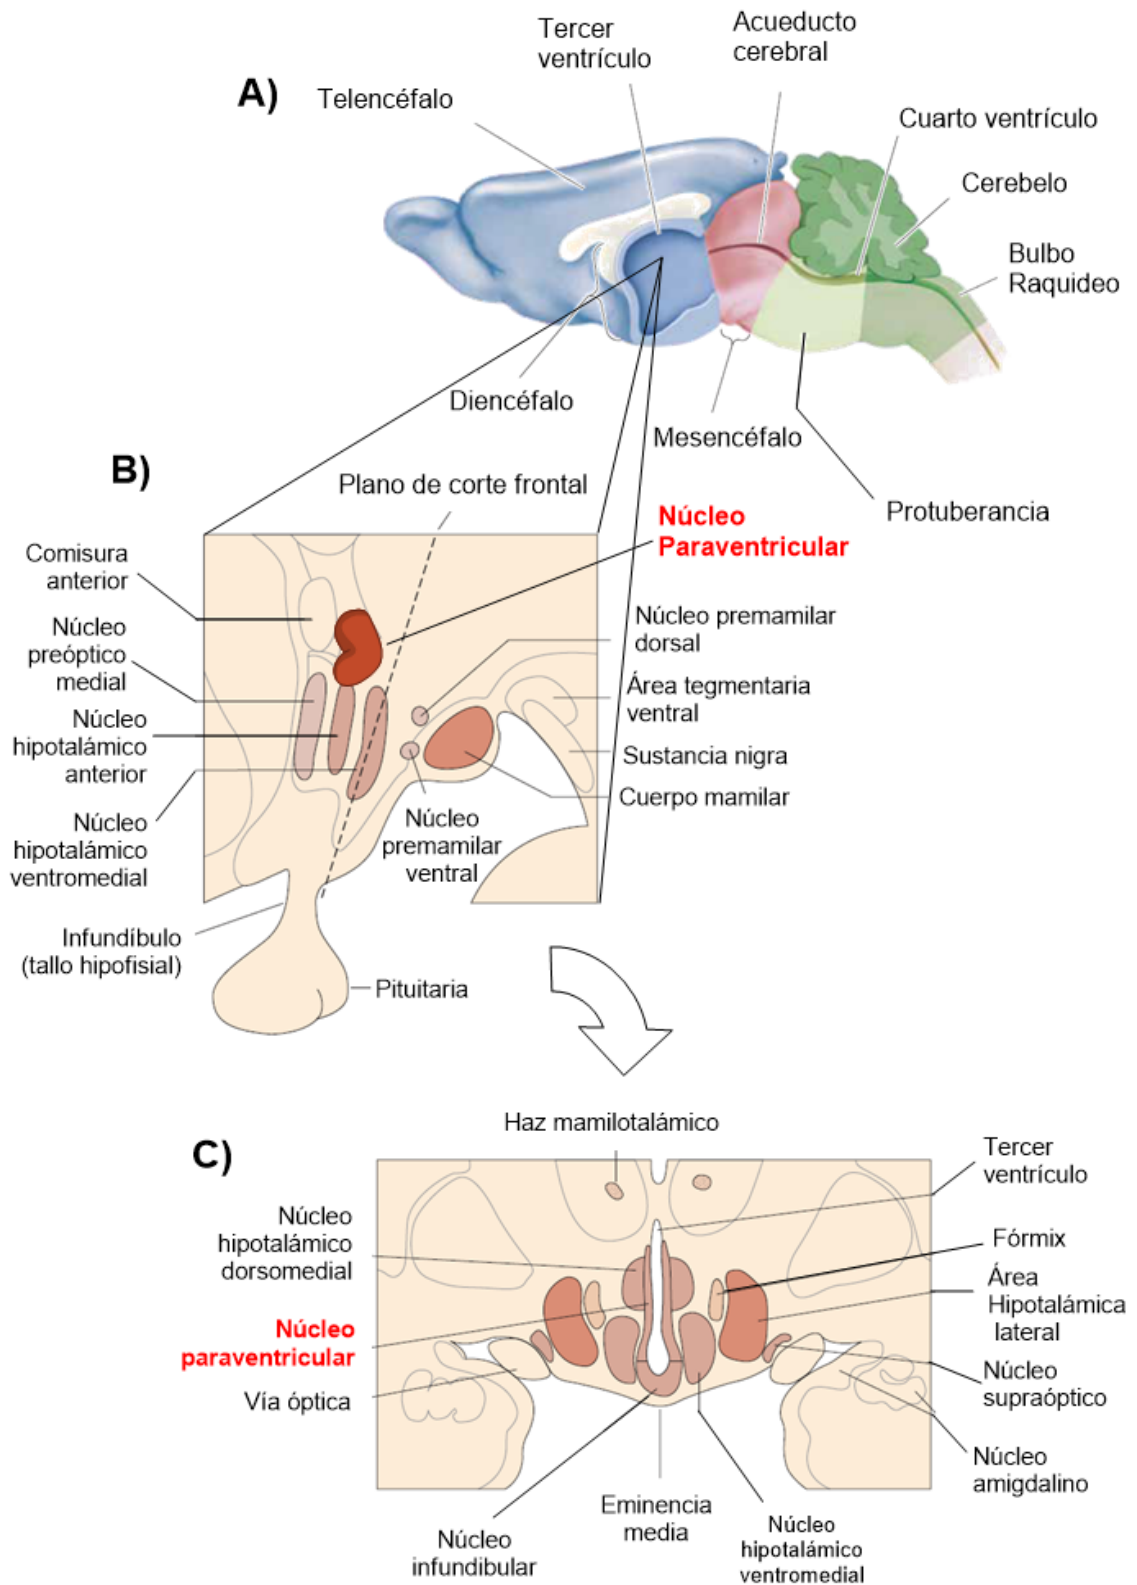 A)
Telencéfalo
Tercer
ventrículo
Acueducto
cerebral
Cuarto ventrículo
Cerebelo
Bulbo
Raquideo
Diencéfalo
Mesencéfalo
Protuberancia
B)
Plano de corte frontal
Núcleo
Paraventricular
Comisura
anterior
Núcleo
preóptico
medial
Núcleo
hipotalámico
anterior
Núcleo
hipotalámico
ventromedial
Infundíbulo
(tallo hipofisial)
Pituitaria
Núcleo
premamilar
ventral
Núcleo premamilar
dorsal
Área tegmentaria
ventral
Sustancia nigra
Cuerpo mamilar
C)
Haz mamilotalámico
Tercer
ventrículo
Fórmix
Área
Hipotalámica
lateral
Núcleo
supraóptico
Núcleo
amigdalino
Núcleo
hipotalámico
dorsomedial
Núcleo
paraventricular
Vía óptica
Núcleo
infundibular
Eminencia
media
Núcleo
hipotalámico
ventromedial